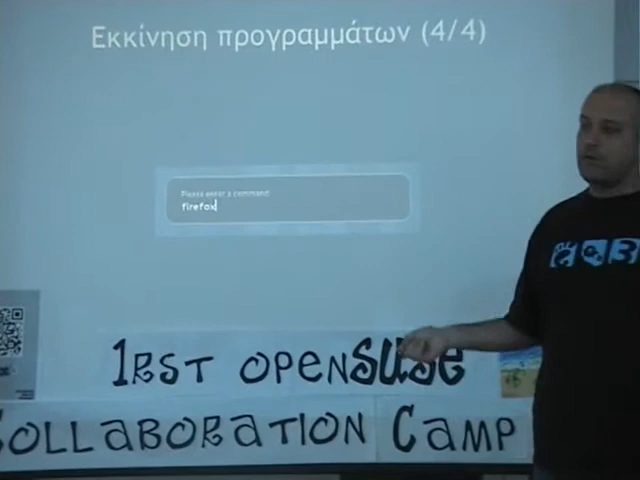 Εκκίνηση προγραμμάτων (4/4)
Please enter a command:
firefox
1RST OPENSUSE
COLLABORATION CAMP